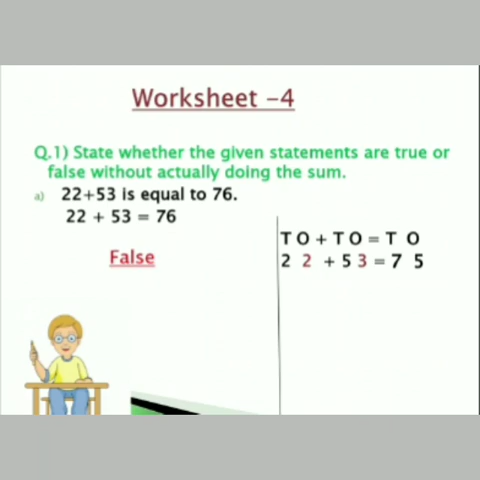 Worksheet –4
Q.1) State whether the given statements are true or
false without actually doing the sum.
a) 22+53 is equal to 76.
22 + 53 = 76
False
T O + T O = T O
2 2 + 5 3 = 7 5